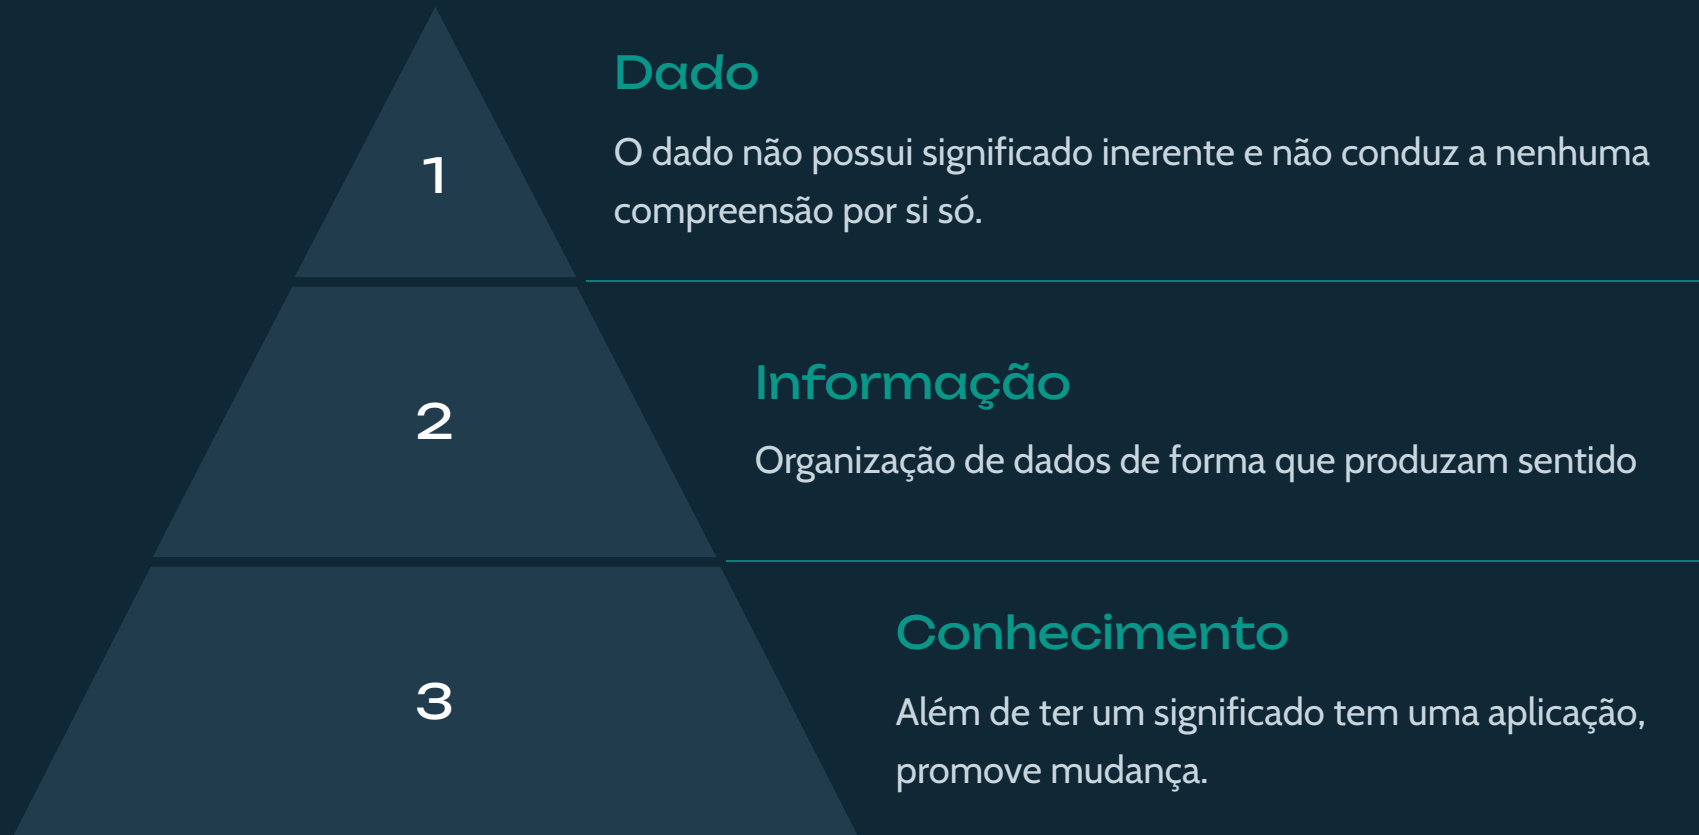 1
Dado
O dado não possui significado inerente e não conduz a nenhuma
compreensão por si só.
2
Informação
Organização de dados de forma que produzam sentido
3
Conhecimento
Além de ter um significado tem uma aplicação,
promove mudança.